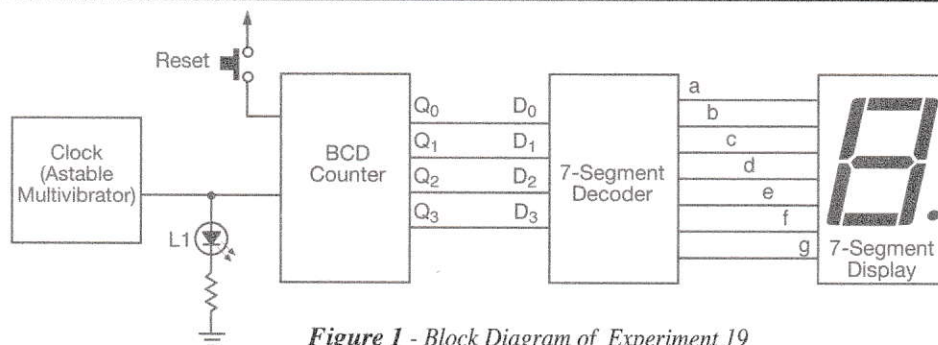 Reset
Clock
(Astable
Multivibrator)
L1
BCD
Counter
Q0
Q1
Q2
Q3
D0
D1
D2
D3
7-Segment
Decoder
a
b
c
d
e
f
g
7-Segment
Display
Figure 1 - Block Diagram of Experiment 19